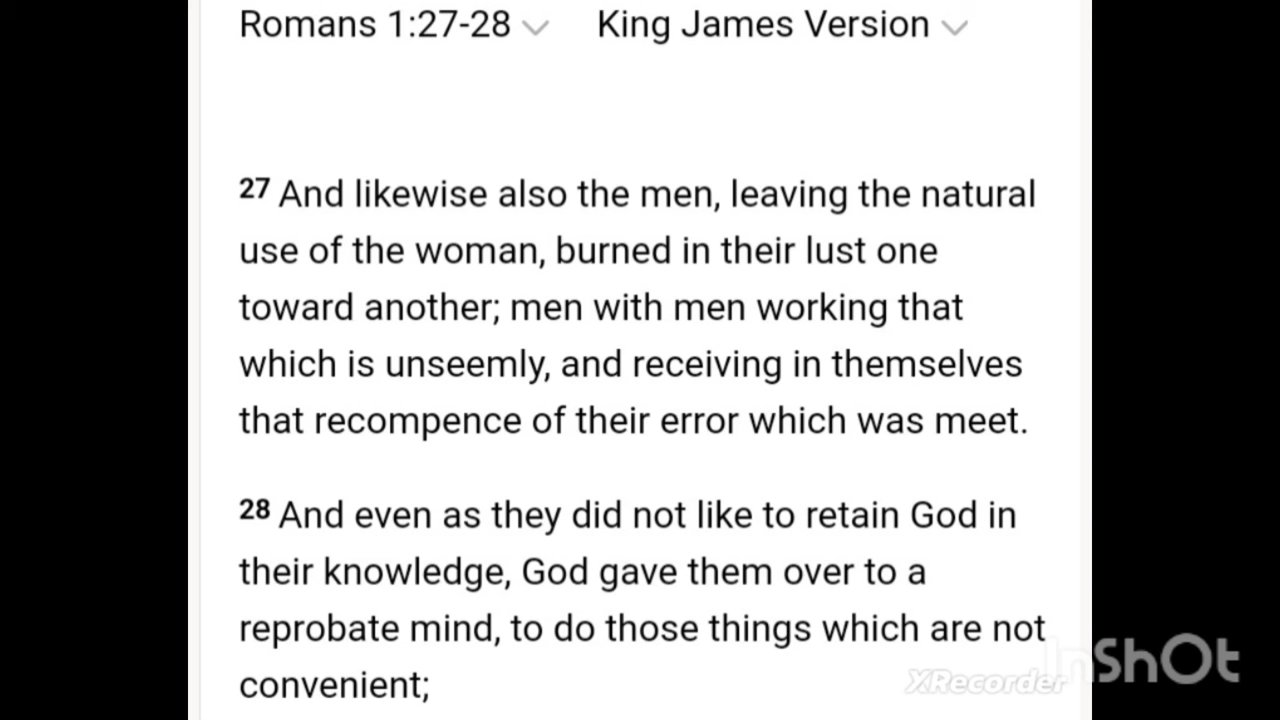 Romans 1:27-28 King James Version
27 And likewise also the men, leaving the natural
use of the woman, burned in their lust one
toward another; men with men working that
which is unseemly, and receiving in themselves
that recompence of their error which was meet.
28 And even as they did not like to retain God in
their knowledge, God gave them over to a
reprobate mind, to do those things which are not
convenient;
InShOt
XRecorder